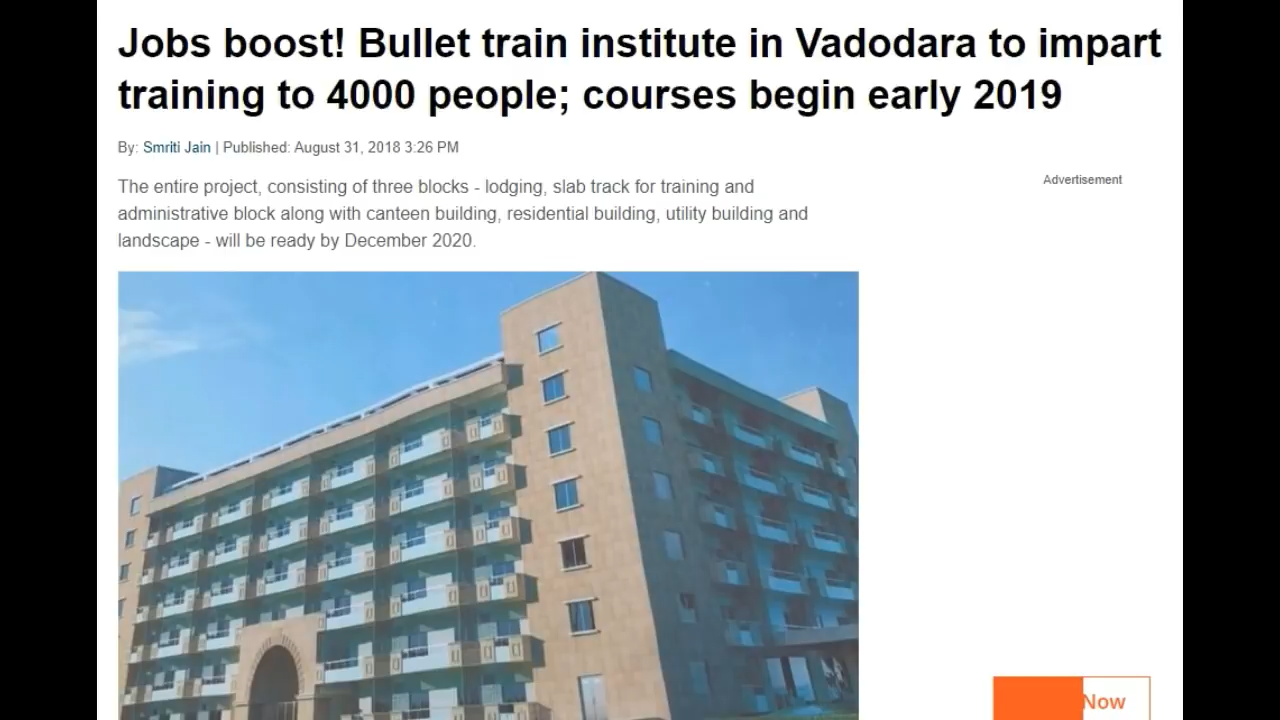 Jobs boost! Bullet train institute in Vadodara to impart
training to 4000 people; courses begin early 2019
By: Smriti Jain | Published: August 31, 2018 3:26 PM
The entire project, consisting of three blocks - lodging, slab track for training and
Advertisement
administrative block along with canteen building, residential building, utility building and
landscape - will be ready by December 2020.
Now